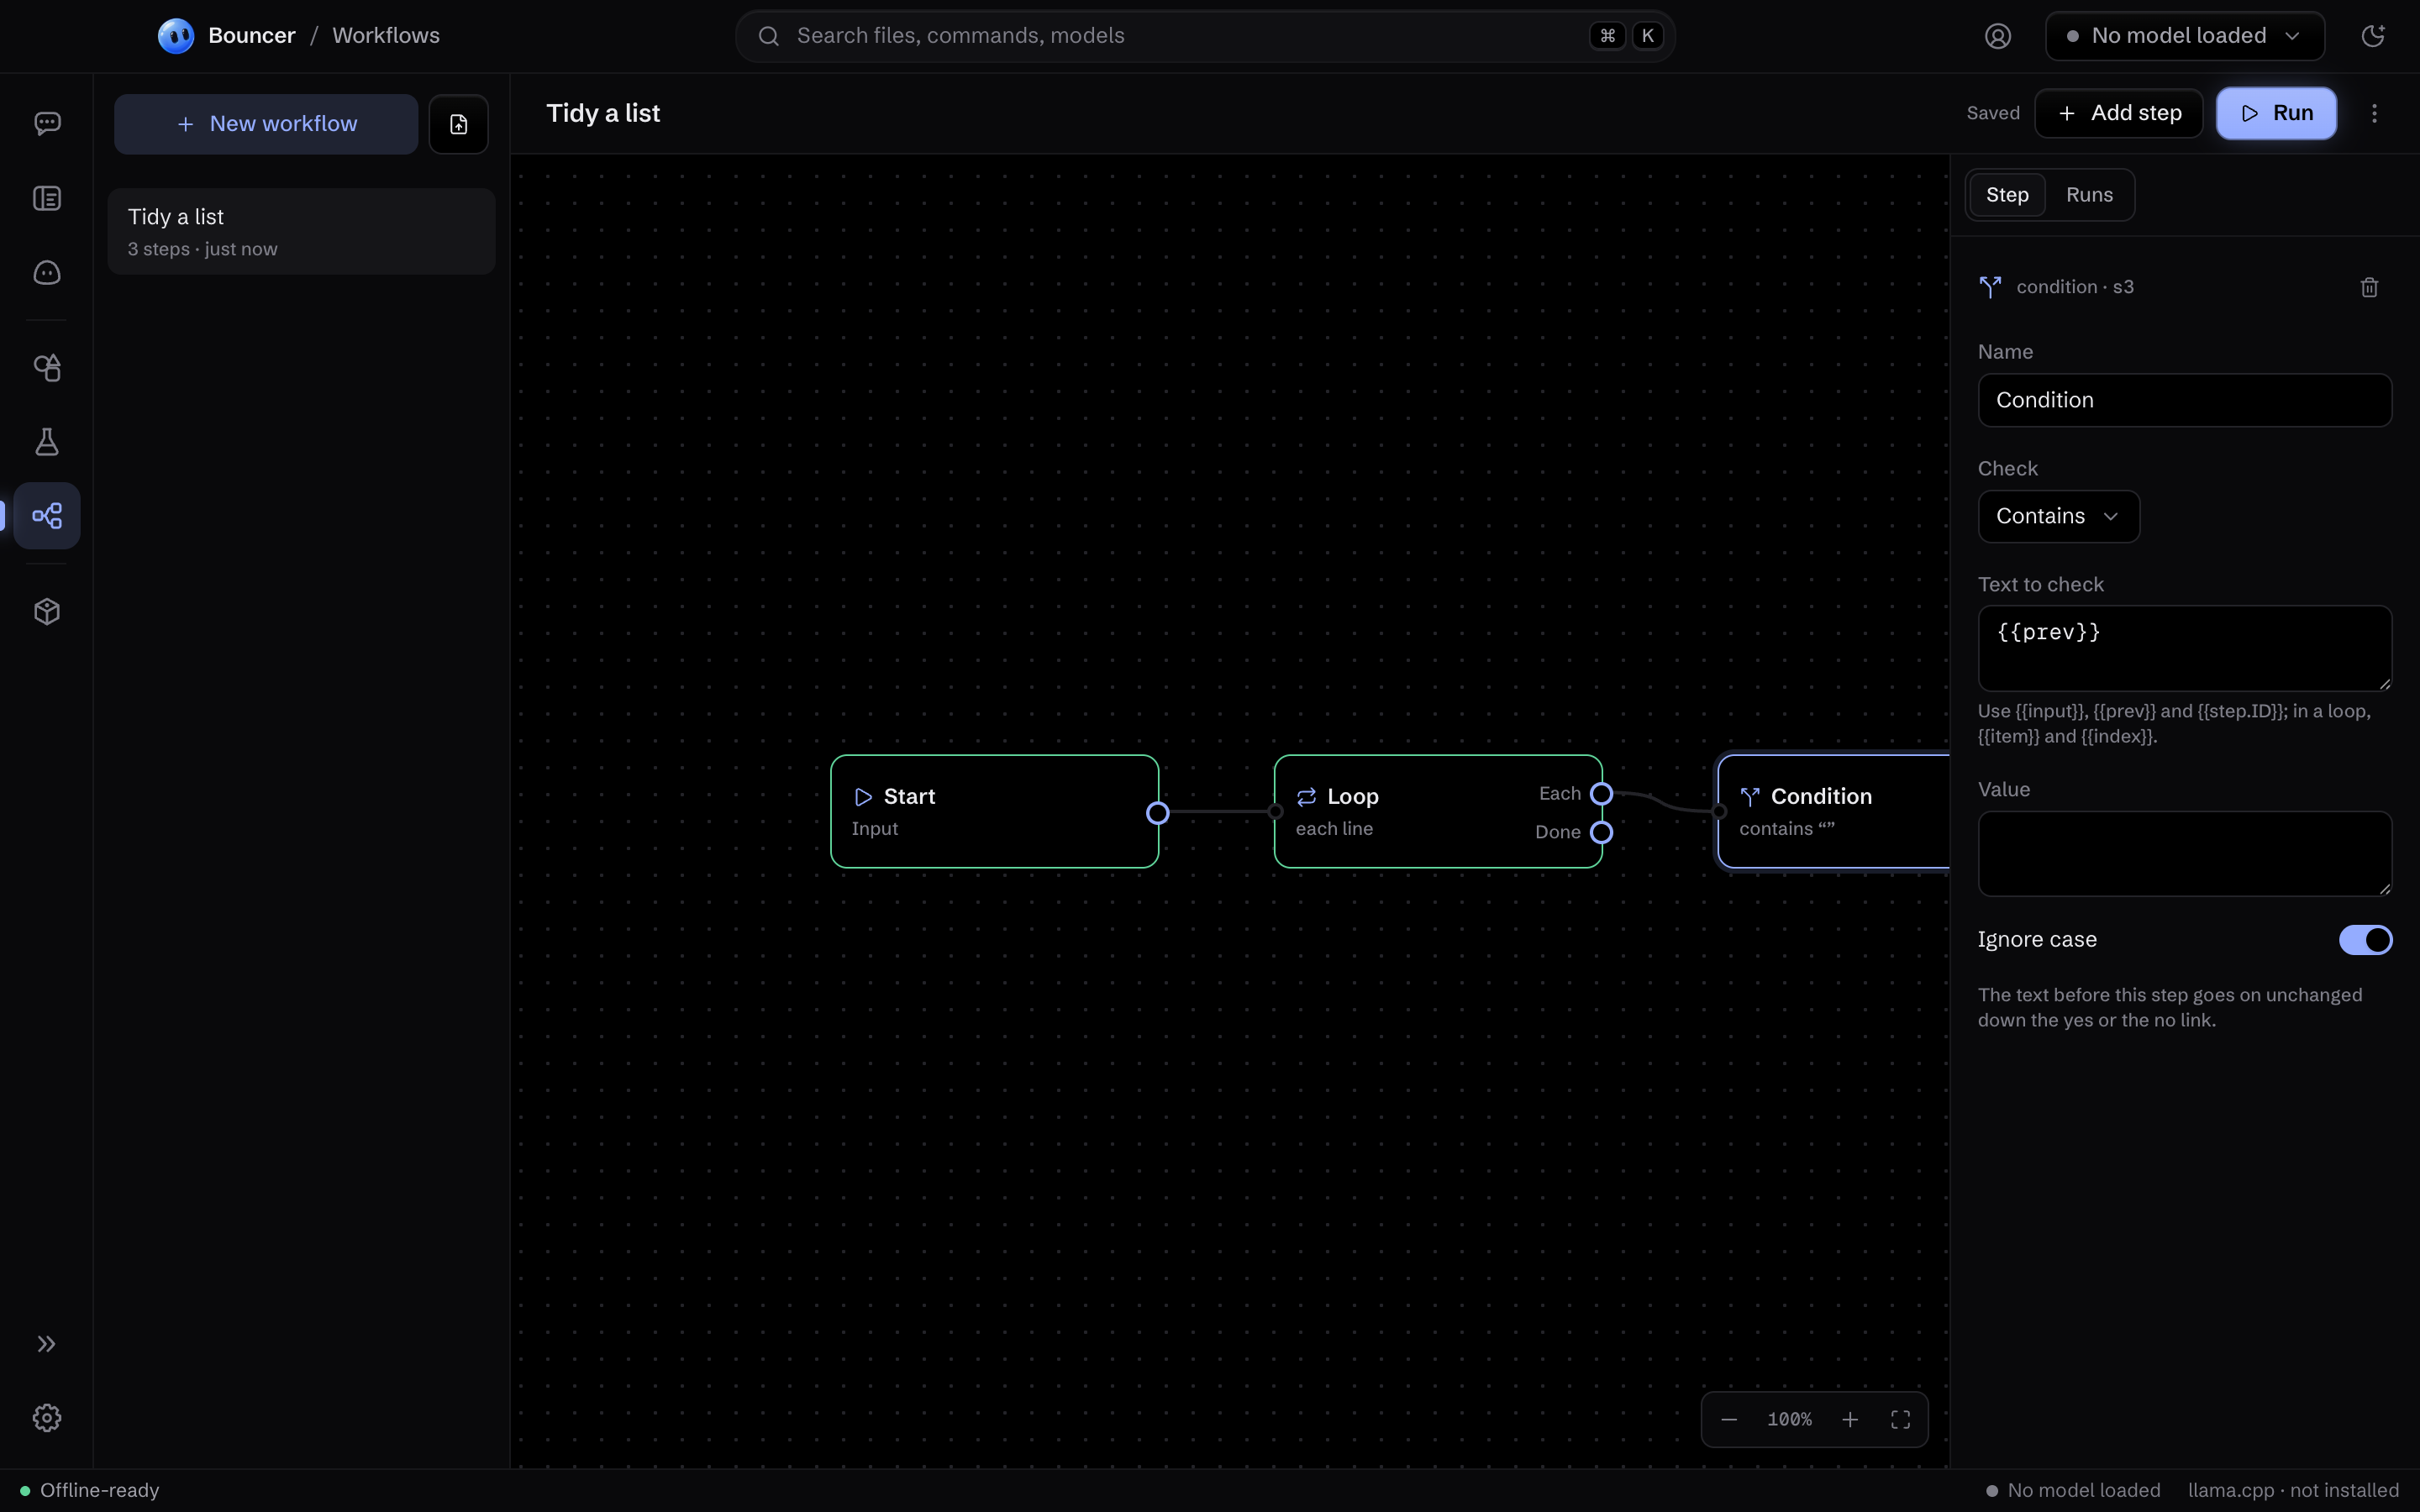 Bouncer / Workflows
Search files, commands, models
⌘ K
No model loaded
New workflow
Tidy a list
3 steps · just now
Tidy a list
Saved
Add step
Run
Start
Input
Loop
each line
Each
Done
Condition
contains “”
100%
Step
Runs
condition · s3
Name
Condition
Check
Contains
Text to check
{{prev}}
Use {{input}}, {{prev}} and {{step.ID}}; in a loop,
{{item}} and {{index}}.
Value
Ignore case
The text before this step goes on unchanged
down the yes or the no link.
Offline-ready
No model loaded
llama.cpp · not installed